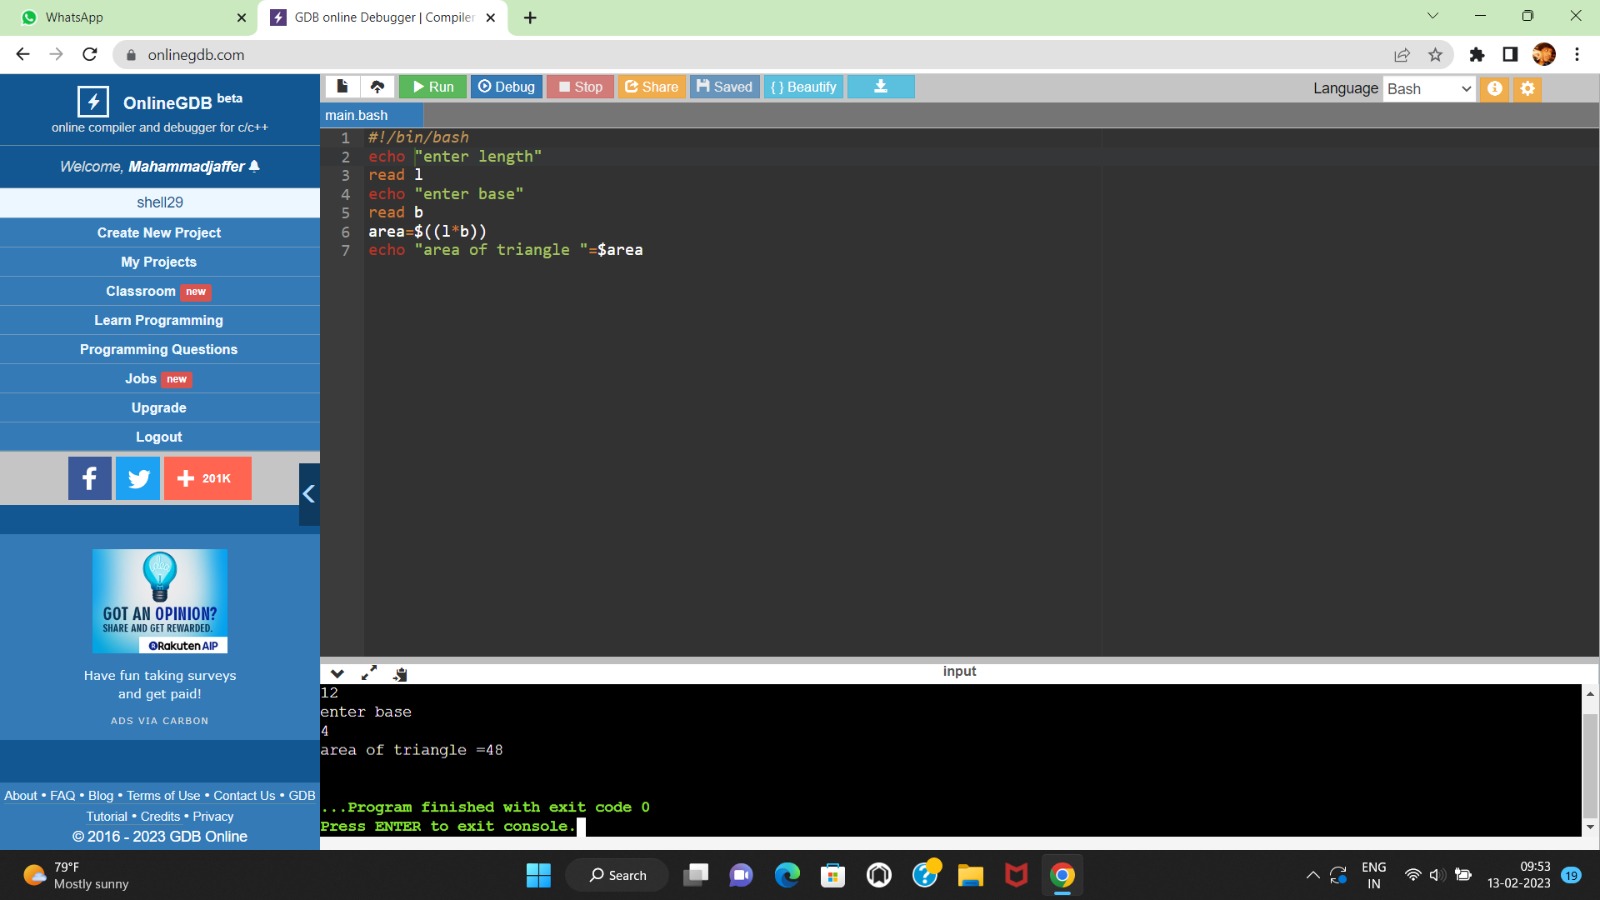 WhatsApp
GDB online Debugger | Compiler
onlinegdb.com
OnlineGDB beta
online compiler and debugger for c/c++
Welcome, Mahammadjaffer
shell29
Create New Project
My Projects
Classroom new
Learn Programming
Programming Questions
Jobs new
Upgrade
Logout
f
201K
GOT AN OPINION?
SHARE AND GET REWARDED.
Rakuten AIP
Have fun taking surveys
and get paid!
ADS VIA CARBON
About • FAQ • Blog • Terms of Use • Contact Us • GDB
Tutorial • Credits • Privacy
© 2016 - 2023 GDB Online
Run Debug Stop Share Saved { } Beautify
Language Bash
main.bash
1 #!/bin/bash
2 echo "enter length"
3 read l
4 echo "enter base"
5 read b
6 area=$((l*b))
7 echo "area of triangle "=$area
input
12
enter base
4
area of triangle =48
...Program finished with exit code 0
Press ENTER to exit console.
79°F
Mostly sunny
Search
ENG
IN
09:53
13-02-2023
19